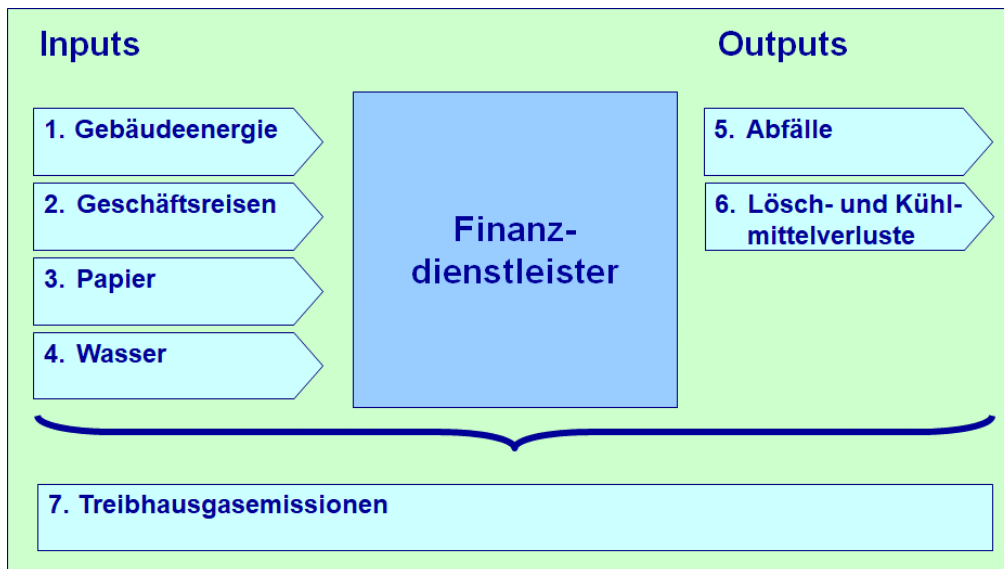 Inputs
Outputs
1. Gebäudeenergie
2. Geschäftsreisen
3. Papier
4. Wasser
Finanz-
dienstleister
5. Abfälle
6. Lösch- und Kühl-
mittelverluste
7. Treibhausgasemissionen